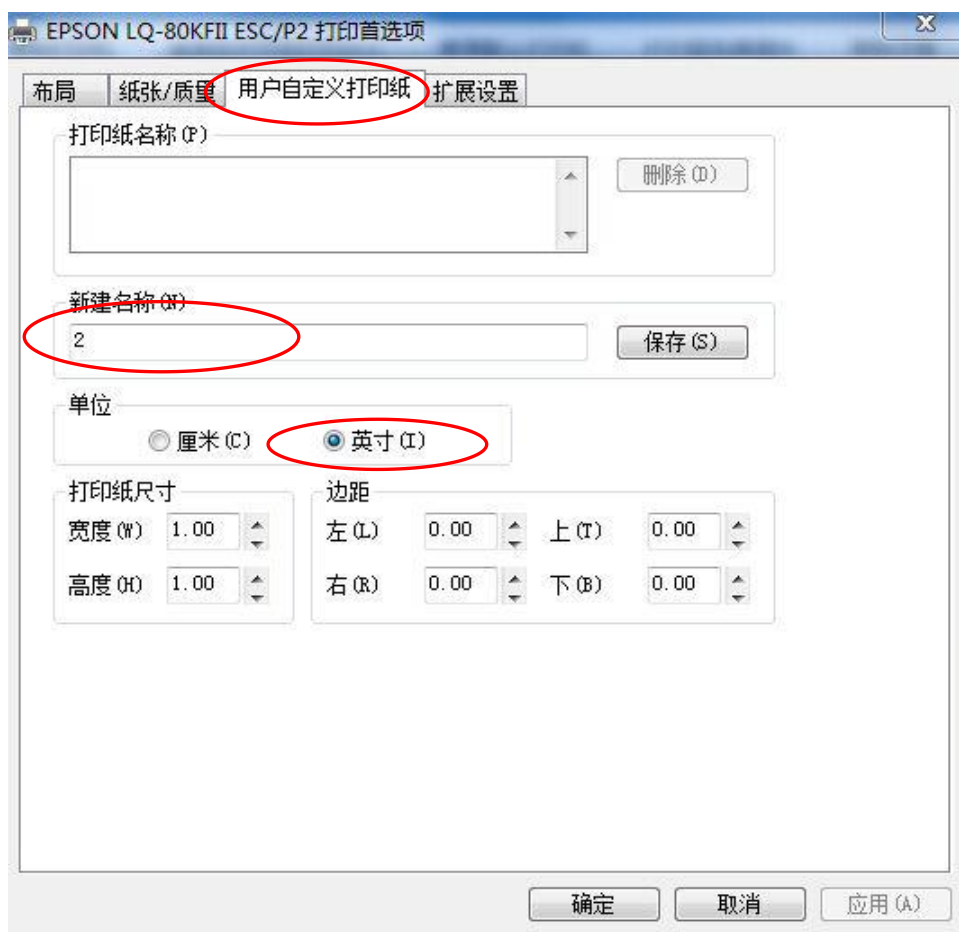 EPSON LQ-80KFII ESC/P2 打印首选项
布局 纸张/质量 用户自定义打印纸 扩展设置
打印纸名称(P)
删除(D)
新建名称(N)
2 保存(S)
单位
厘米(C) 英寸(I)
打印纸尺寸 边距
宽度(W) 1.00 左(L) 0.00 上(T) 0.00
高度(H) 1.00 右(R) 0.00 下(B) 0.00
确定 取消 应用(A)